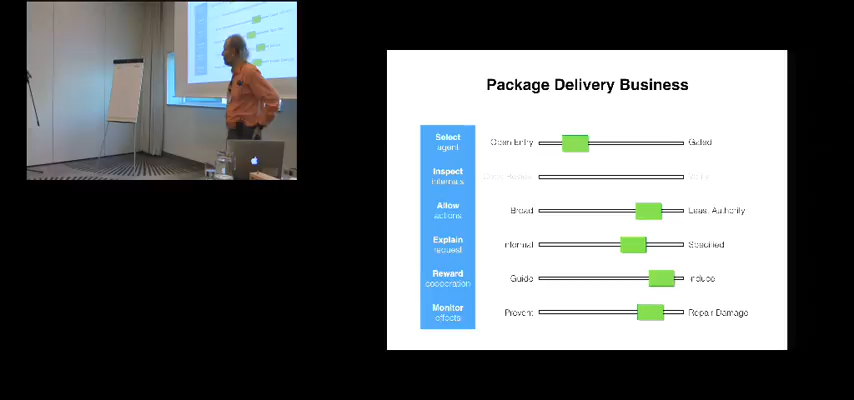 Package Delivery Business
Select
agent
Open Entry
Gated
Inspect
internals
Allow
actions
Broad
Least Authority
Explain
request
Informal
Specified
Reward
cooperation
Guide
Induce
Monitor
effects
Prevent
Repair Damage